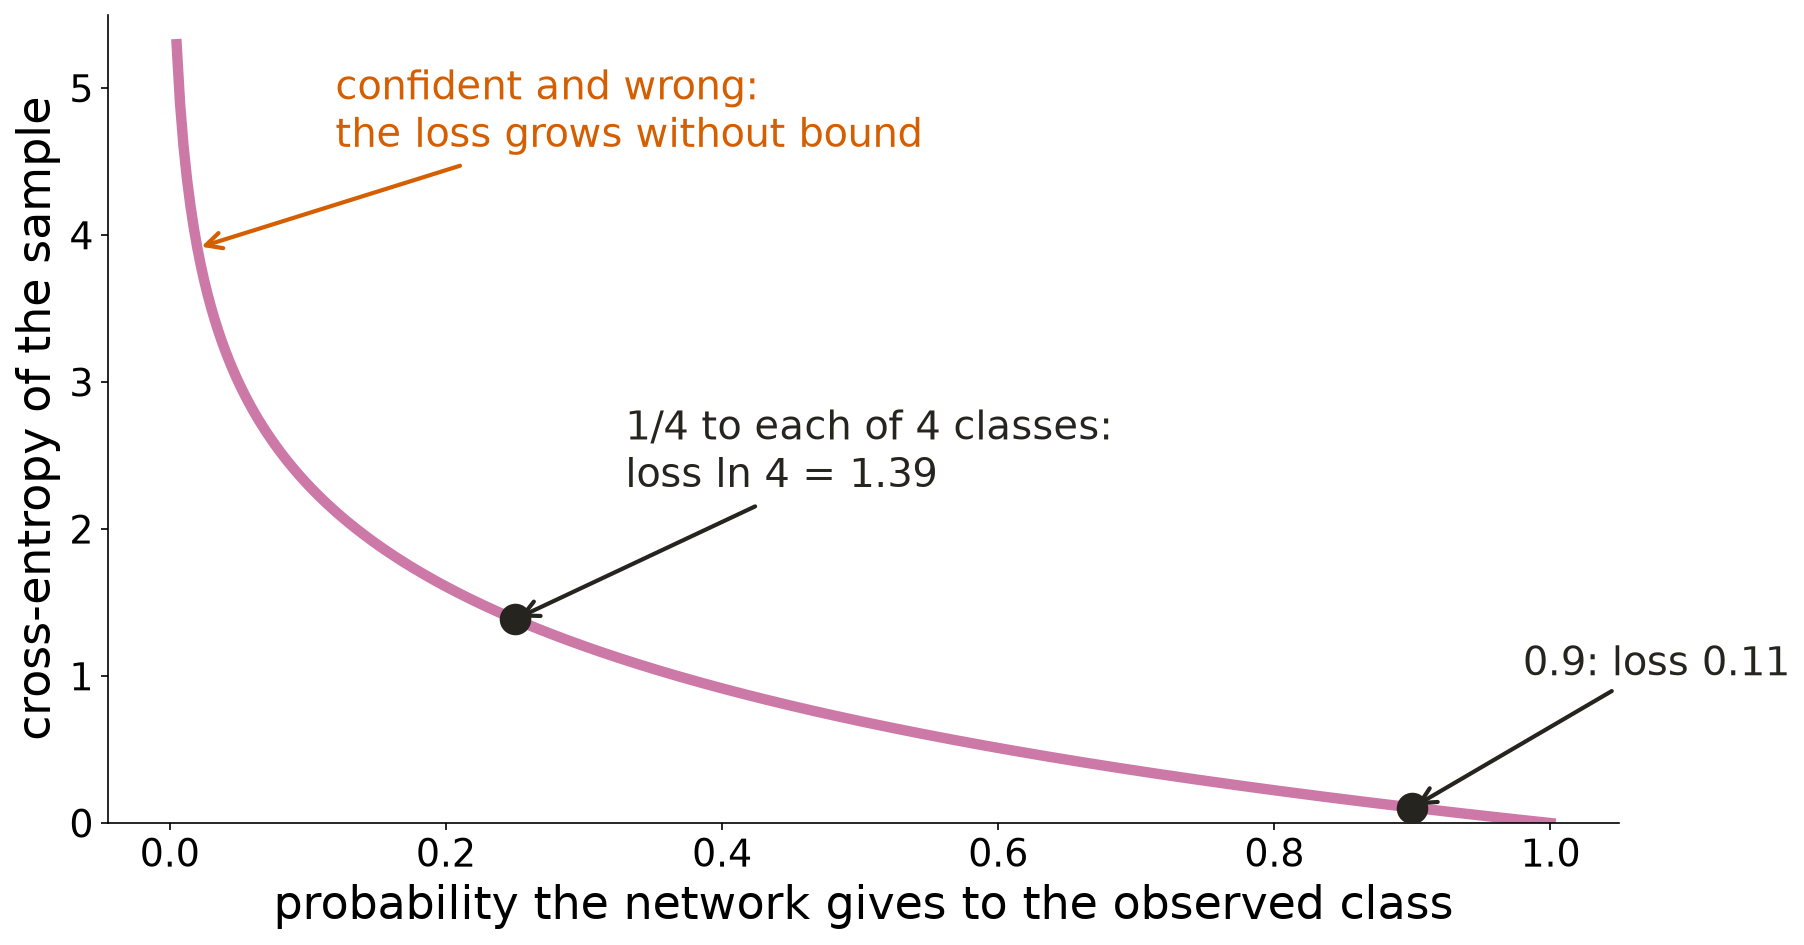 confident and wrong:
the loss grows without bound
1/4 to each of 4 classes:
loss ln 4 = 1.39
0.9: loss 0.11
cross-entropy of the sample
5
4
3
2
1
0
0.0 0.2 0.4 0.6 0.8 1.0
probability the network gives to the observed class